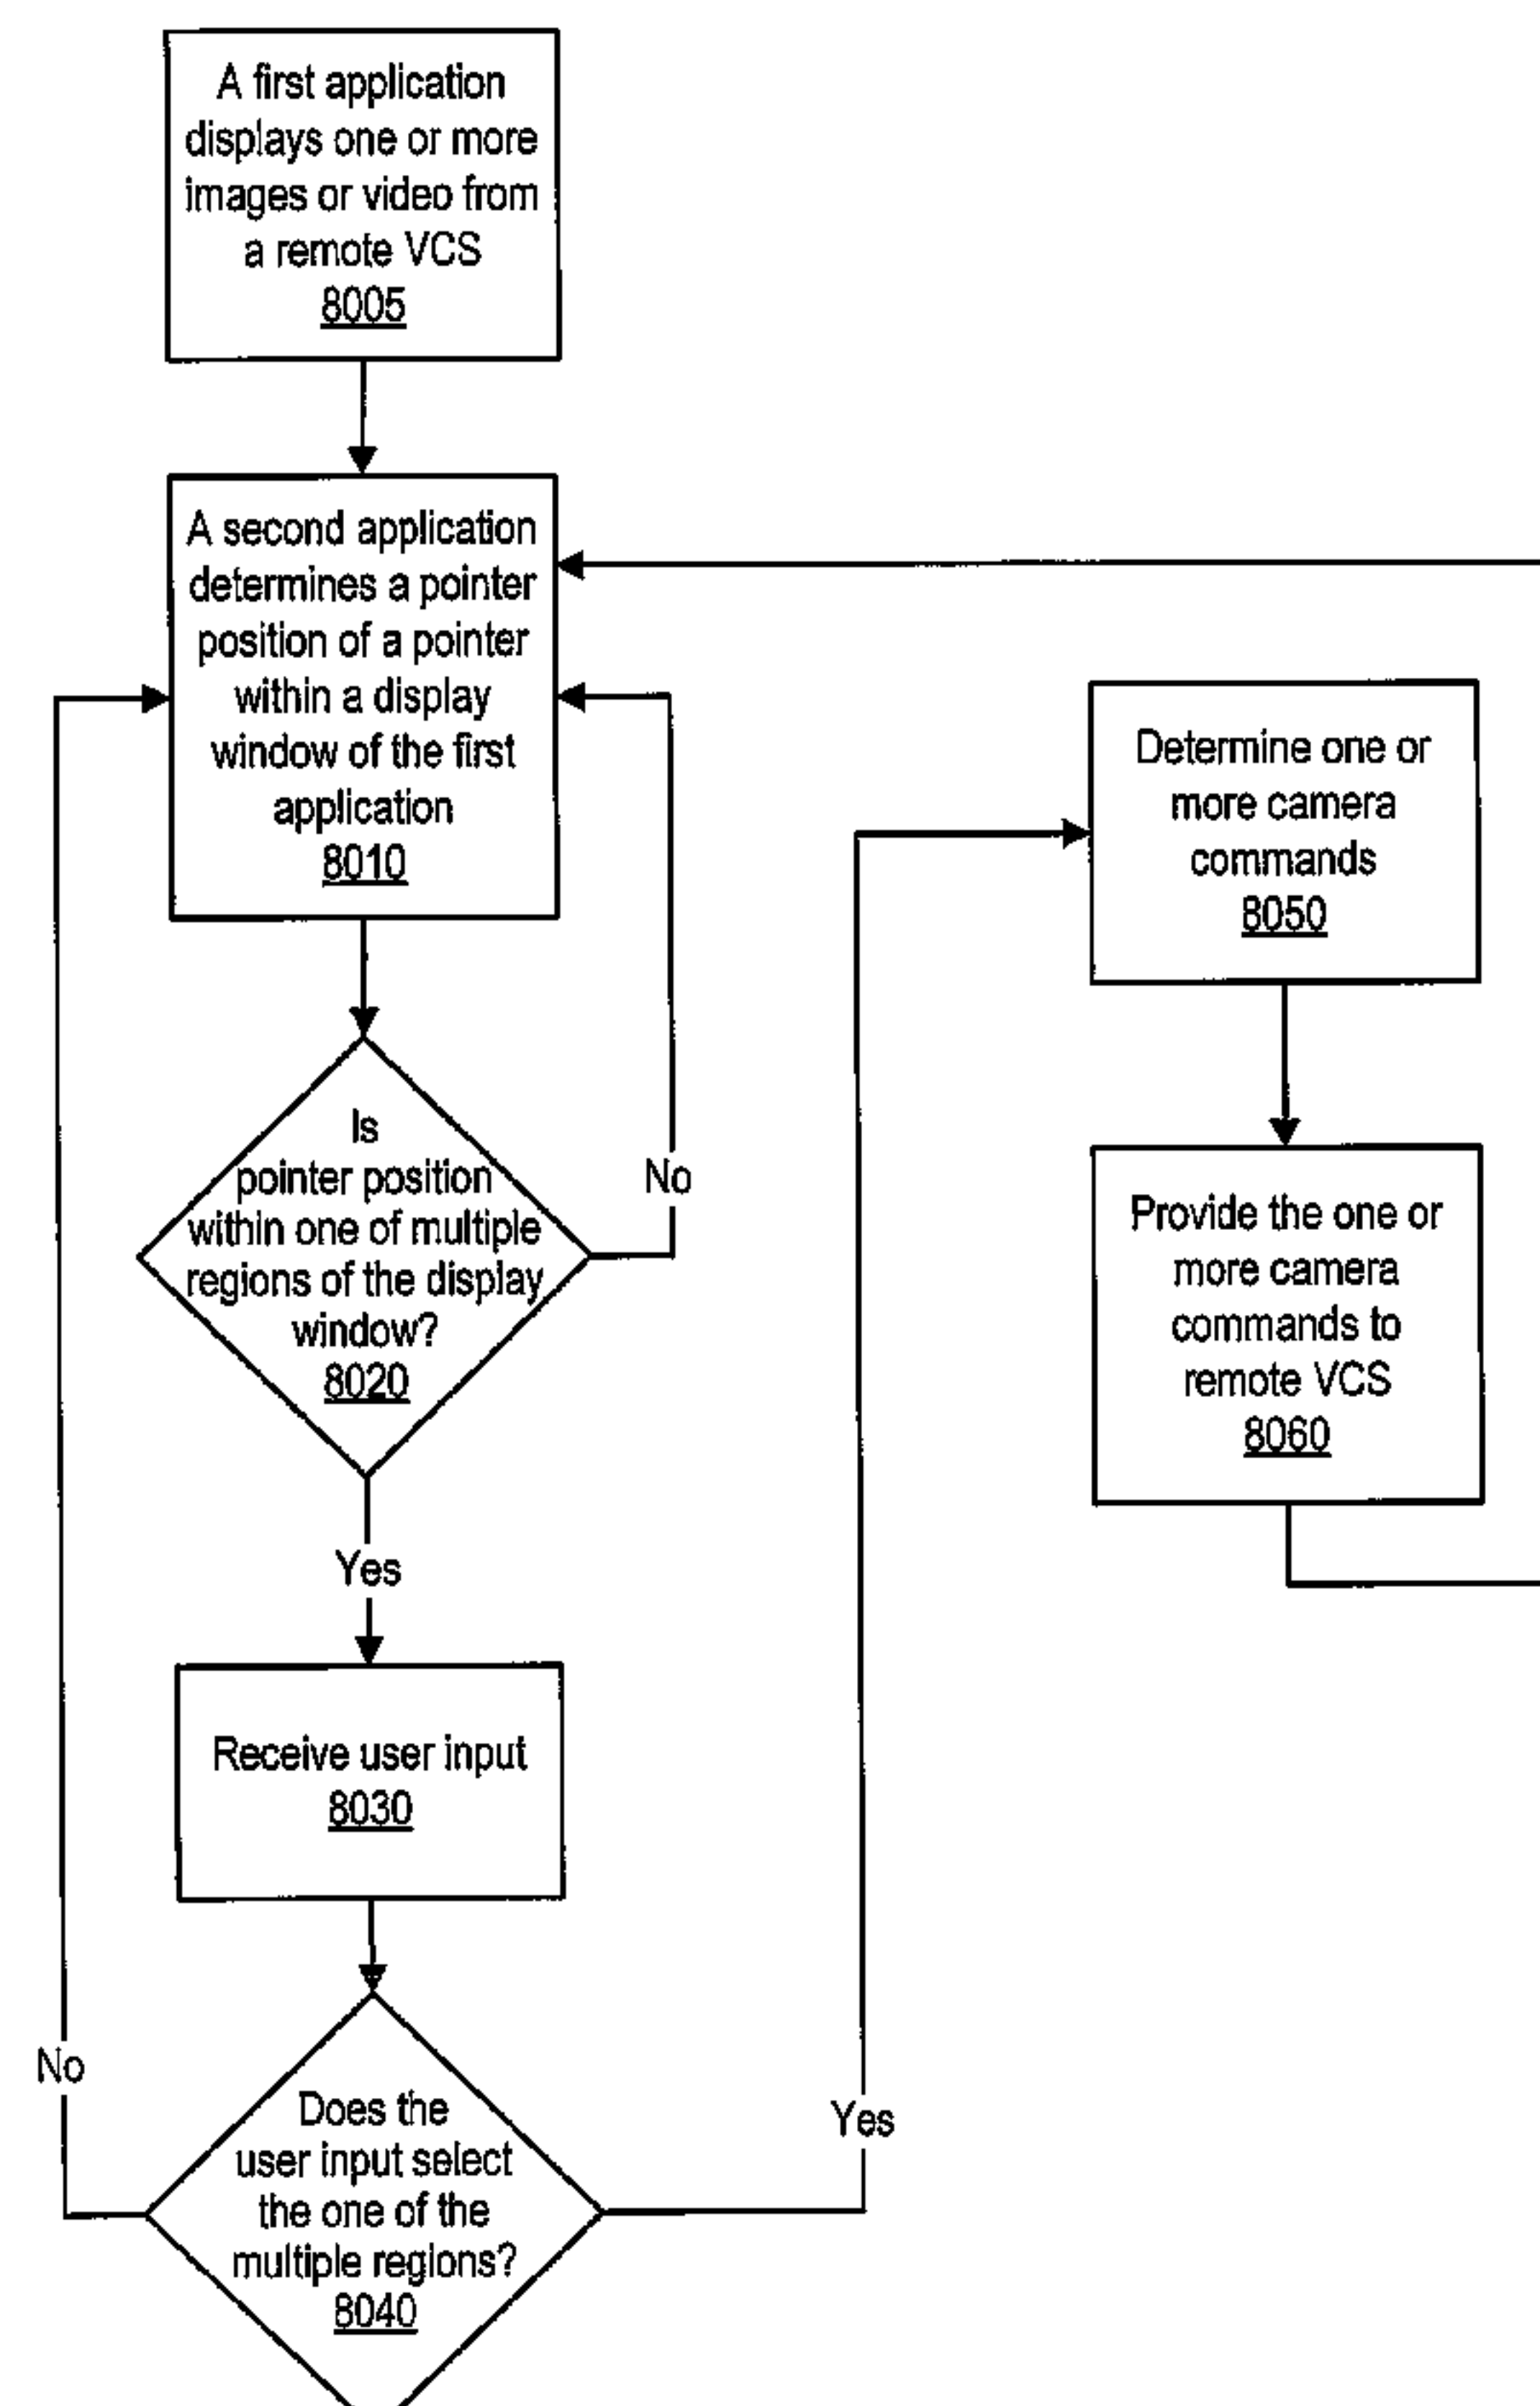 A first application
displays one or more
images or video from
a remote VCS
8005
A second application
determines a pointer
position of a pointer
within a display
window of the first
application
8010
Is
pointer position
within one of multiple
regions of the display
window?
8020
No
Yes
Receive user input
8030
Does the
user input select
the one of the
multiple regions?
8040
No
Yes
Determine one or
more camera
commands
8050
Provide the one or
more camera
commands to
remote VCS
8060